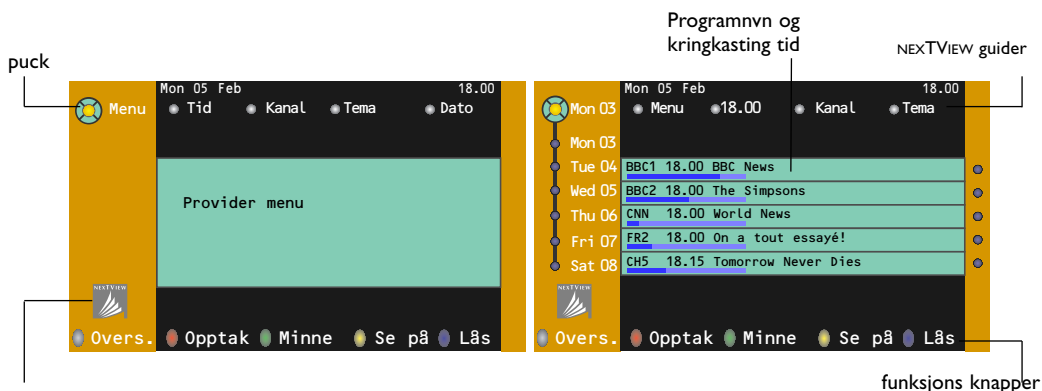 Programnvn og
kringkasting tid
NEXTVIEW guider
puck
Mon 05 Feb 18.00
Menu Tid Kanal Tema Dato
Provider menu
NEXTVIEW
Overs. Opptak Minne Se på Lås
Mon 05 Feb 18.00
Mon 03 Menu 18.00 Kanal Tema
Mon 03
Tue 04 BBC1 18.00 BBC News
Wed 05 BBC2 18.00 The Simpsons
Thu 06 CNN 18.00 World News
Fri 07 FR2 18.00 On a tout essayé!
Sat 08 CH5 18.15 Tomorrow Never Dies
NEXTVIEW
Overs. Opptak Minne Se på Lås
funksjons knapper